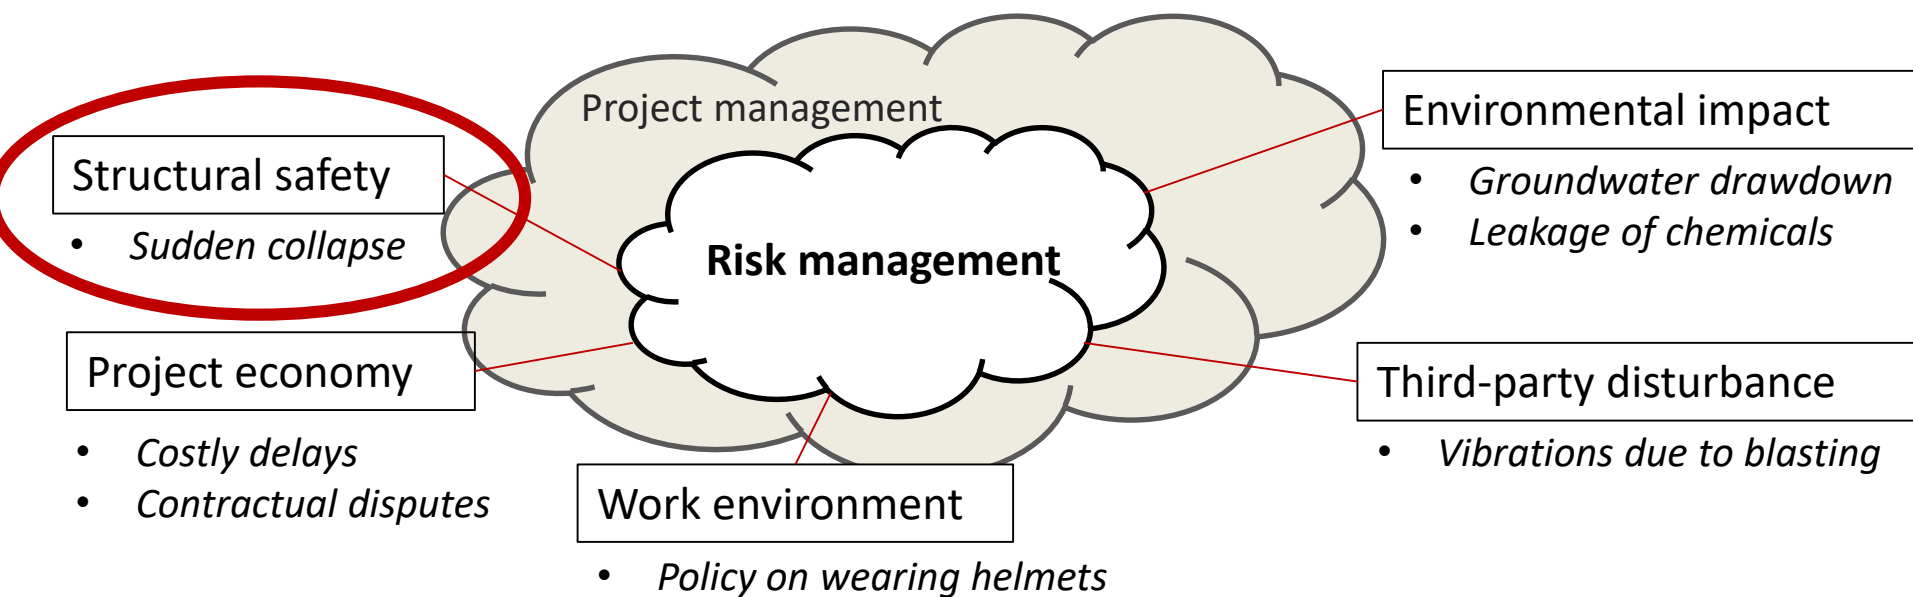 Project management
Risk management
Structural safety
• Sudden collapse
Project economy
• Costly delays
• Contractual disputes
Work environment
• Policy on wearing helmets
Environmental impact
• Groundwater drawdown
• Leakage of chemicals
Third-party disturbance
• Vibrations due to blasting